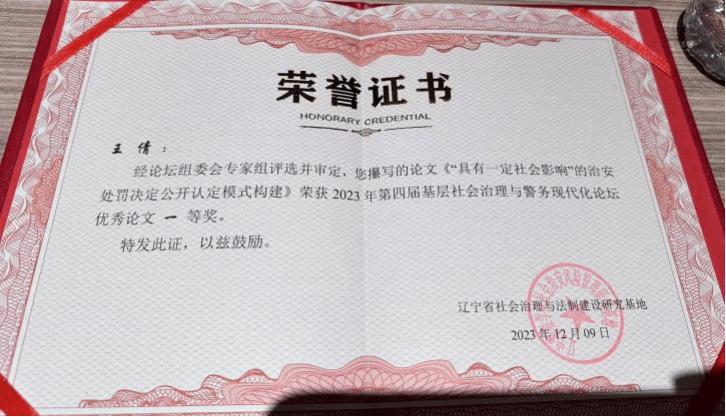 荣誉证书
HONORARY CREDENTIAL
王倩：
经论坛组委会专家组评选并审定，您撰写的论文《“具有一定社会影响”的治安
处罚决定公开认定模式构建》荣获2023年第四届基层社会治理与警务现代化论坛
优秀论文 一 等奖。
特发此证，以兹鼓励。
辽宁省社会治理与法制建设研究基地
2023年12月09日